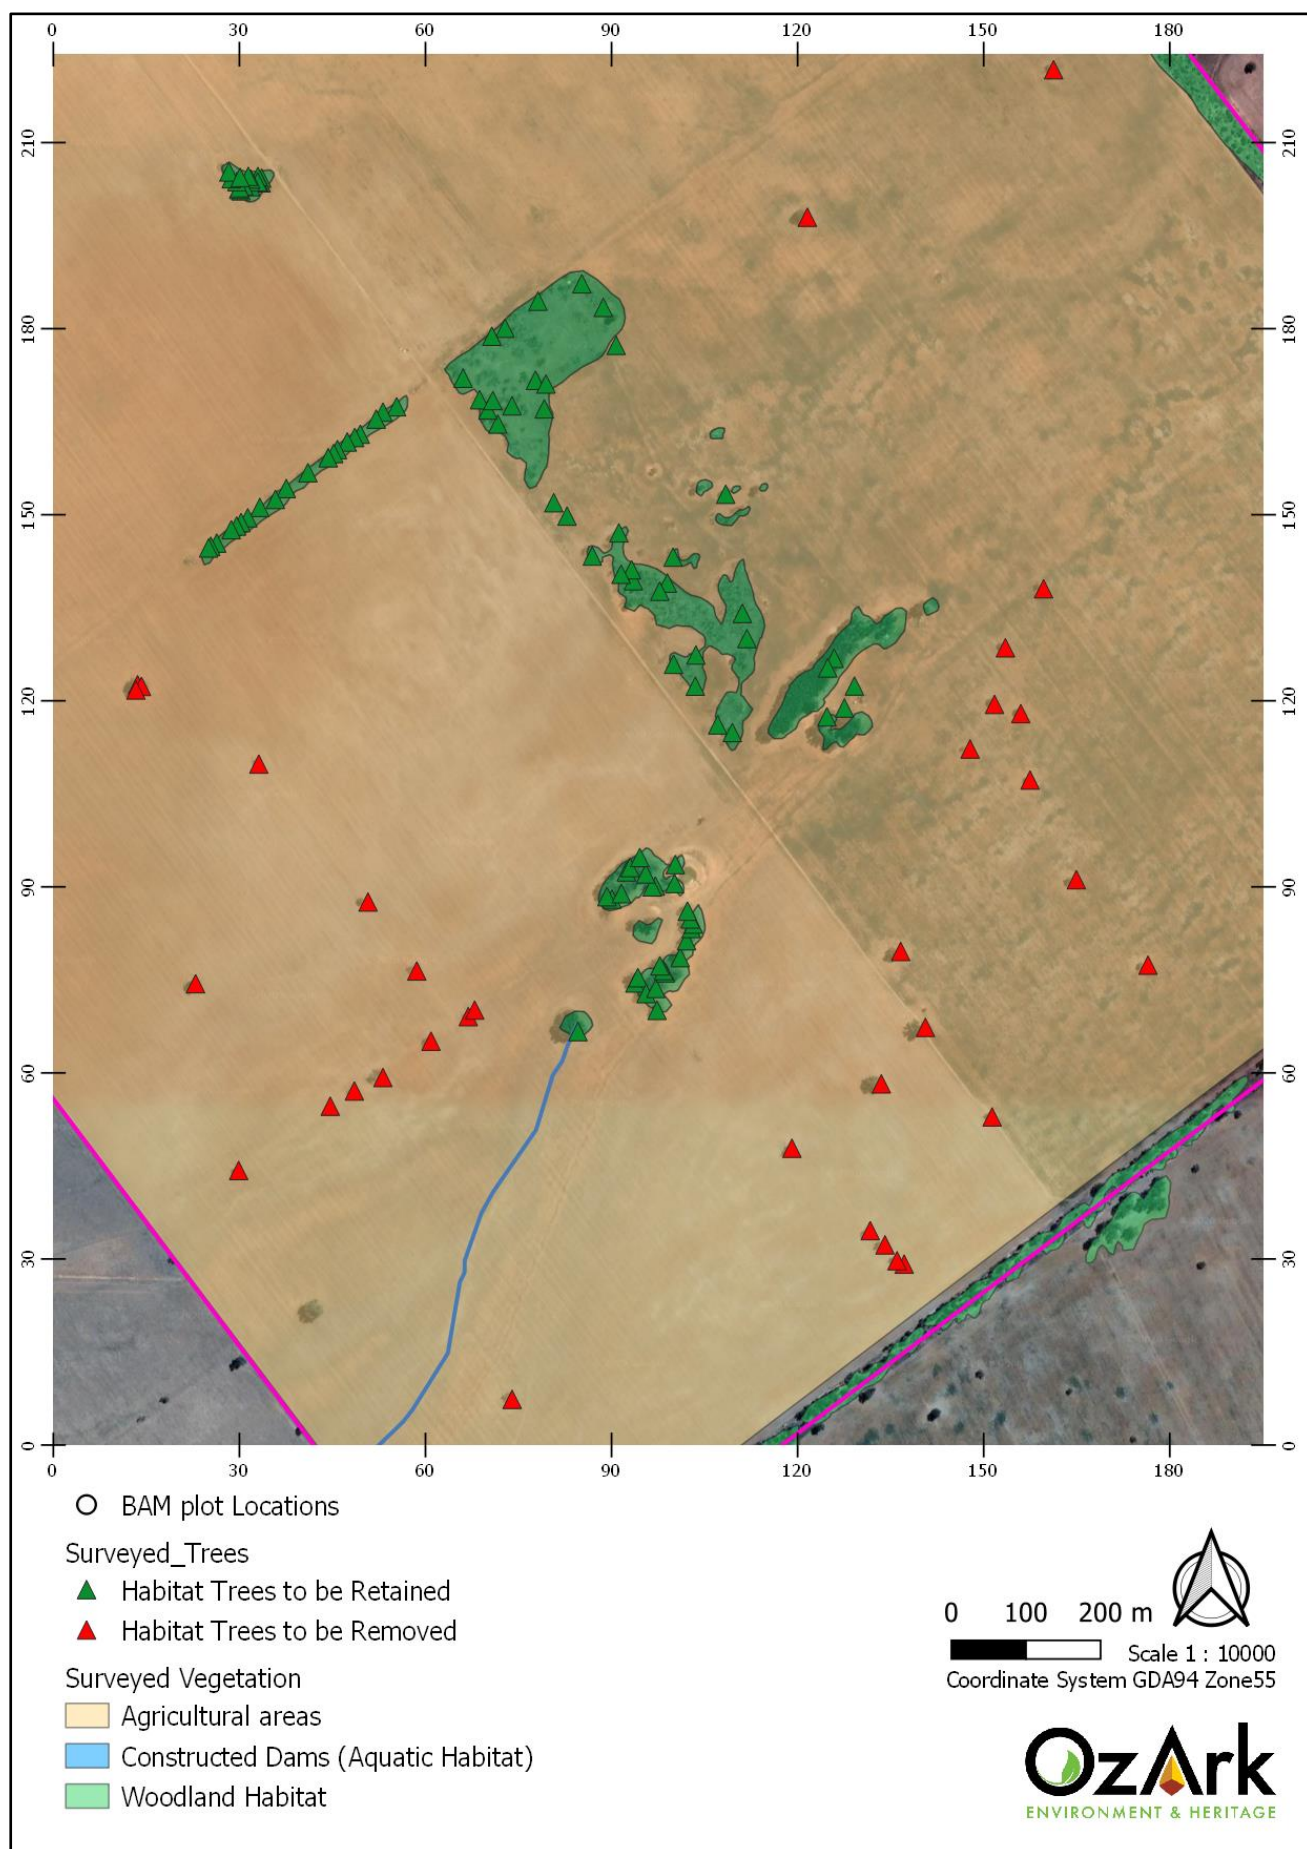 0 30 60 90 120 150 180
210 210
180 180
150 150
120 120
90 90
60 60
30 30
0 0
0 30 60 90 120 150 180
BAM plot Locations
Surveyed_Trees
Habitat Trees to be Retained
Habitat Trees to be Removed
Surveyed Vegetation
Agricultural areas
Constructed Dams (Aquatic Habitat)
Woodland Habitat
0 100 200 m
Scale 1 : 10000
Coordinate System GDA94 Zone55
OzArk
ENVIRONMENT & HERITAGE